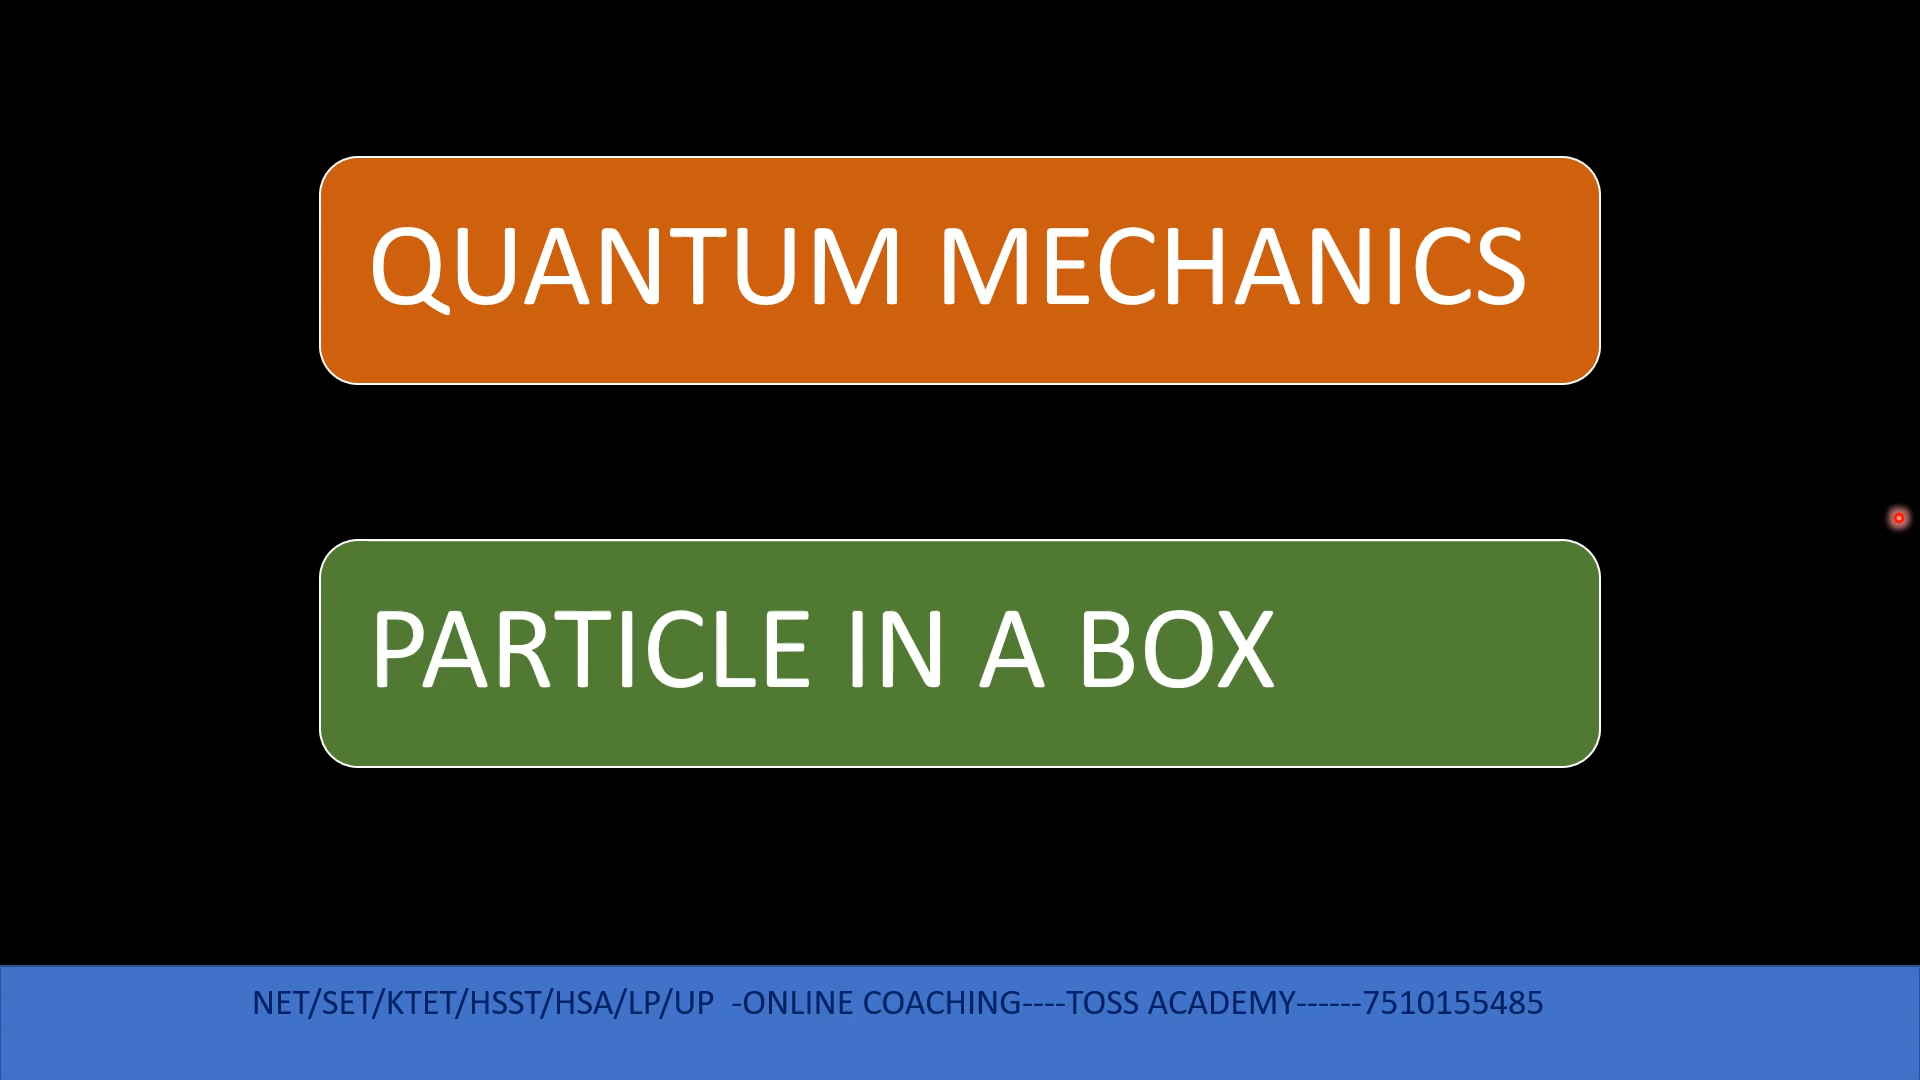 QUANTUM MECHANICS
PARTICLE IN A BOX
NET/SET/KTET/HSST/HSA/LP/UP  -ONLINE COACHING----TOSS ACADEMY------7510155485